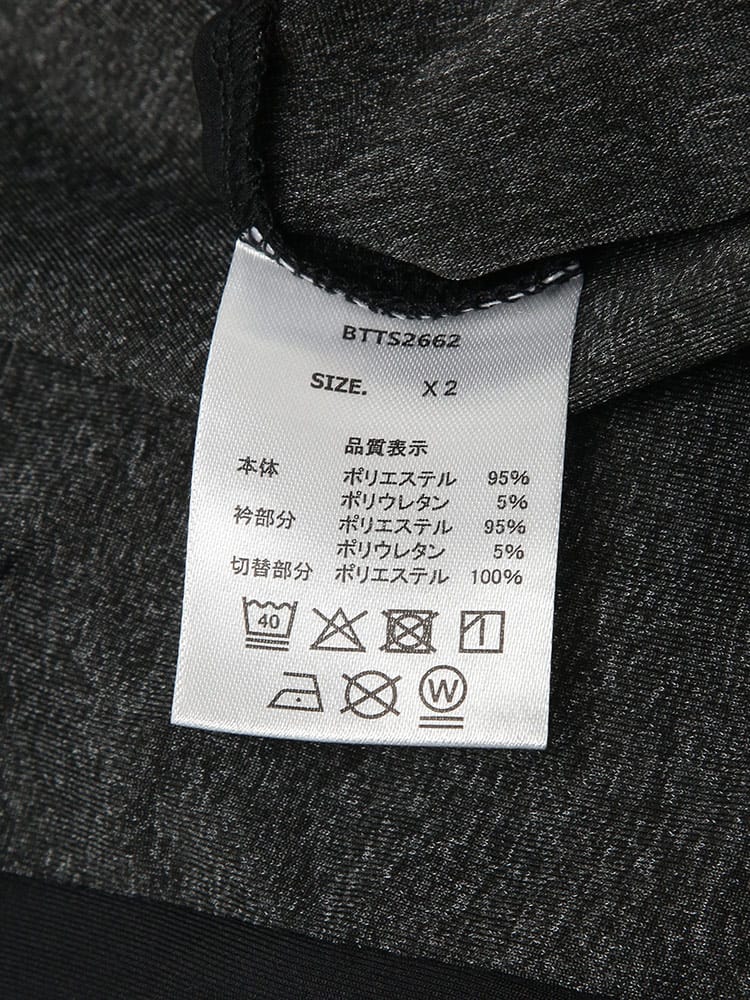 BTTS2662
SIZE. X2
品質表示
本体 ポリエステル 95%
ポリウレタン 5%
衿部分 ポリエステル 95%
ポリウレタン 5%
切替部分 ポリエステル 100%
40
W